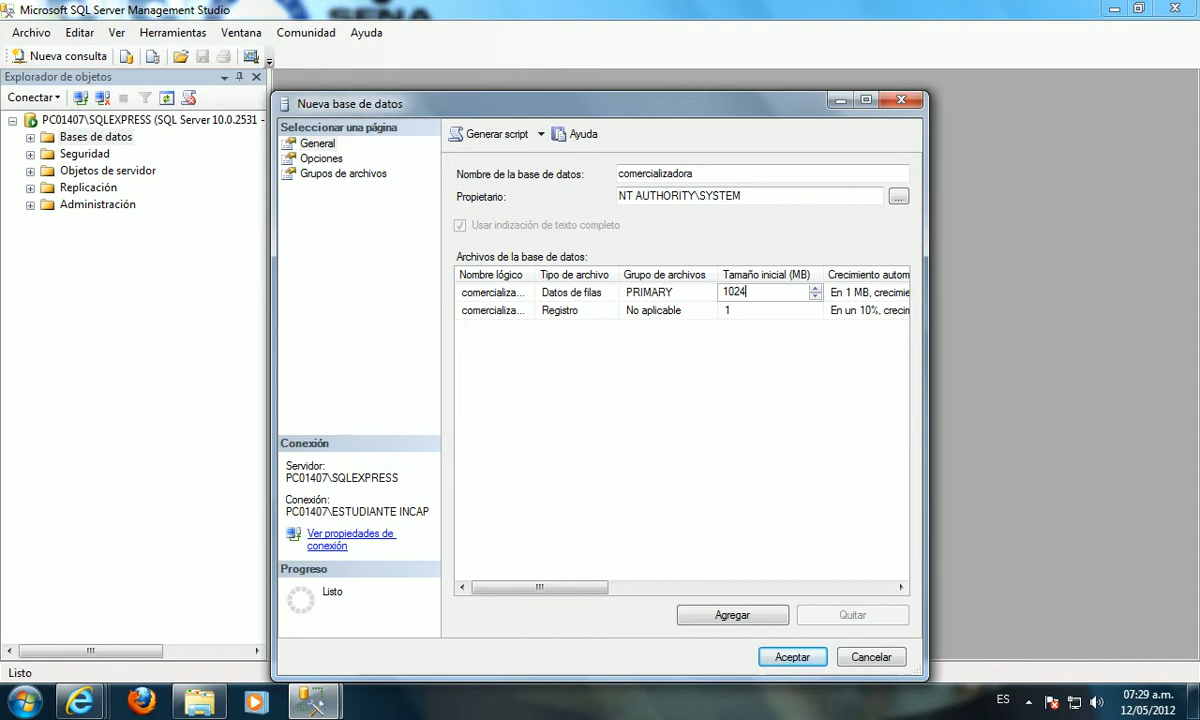 SENA
Microsoft SQL Server Management Studio
Archivo Editar Ver Herramientas Ventana Comunidad Ayuda
Nueva consulta
Explorador de objetos
Conectar
PC01407\SQLEXPRESS (SQL Server 10.0.2531 -
Bases de datos
Seguridad
Objetos de servidor
Replicación
Administración
Listo
Nueva base de datos
Seleccionar una página
General
Opciones
Grupos de archivos
Conexión
Servidor:
PC01407\SQLEXPRESS
Conexión:
PC01407\ESTUDIANTE INCAP
Ver propiedades de
conexión
Progreso
Listo
Generar script Ayuda
Nombre de la base de datos: comercializadora
Propietario: NT AUTHORITY\SYSTEM ...
Usar indización de texto completo
Archivos de la base de datos:
Nombre lógico Tipo de archivo Grupo de archivos Tamaño inicial (MB) Crecimiento autom
comercializa... Datos de filas PRIMARY 1024 En 1 MB, crecimie
comercializa... Registro No aplicable 1 En un 10%, crecin
Agregar Quitar
Aceptar Cancelar
ES 07:29 a.m.
12/05/2012